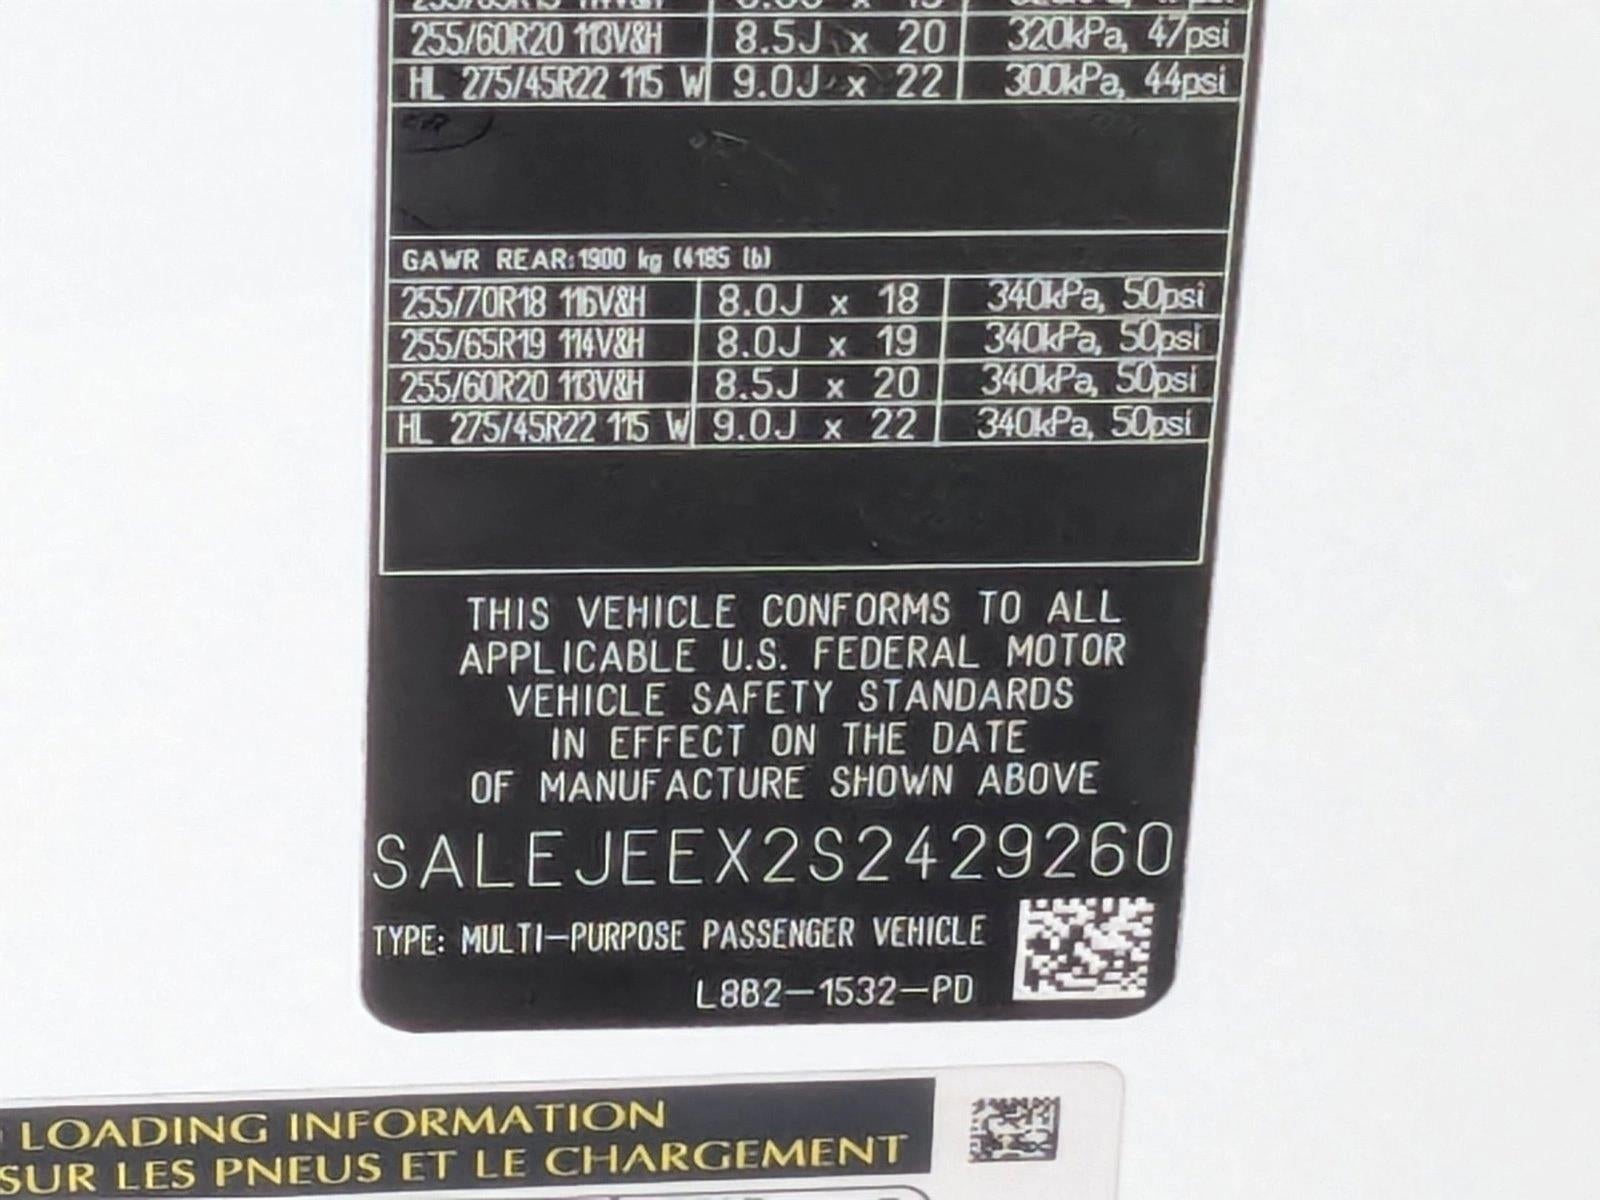 255/60R20 113V&H 8.5J x 20 320kPa, 47psi
HL 275/45R22 115 W 9.0J x 22 300kPa, 44psi
GAWR REAR:1900 kg (4185 lb)
255/70R18 116V&H 8.0J x 18 340kPa, 50psi
255/65R19 114V&H 8.0J x 19 340kPa, 50psi
255/60R20 113V&H 8.5J x 20 340kPa, 50psi
HL 275/45R22 115 W 9.0J x 22 340kPa, 50psi
THIS VEHICLE CONFORMS TO ALL
APPLICABLE U.S. FEDERAL MOTOR
VEHICLE SAFETY STANDARDS
IN EFFECT ON THE DATE
OF MANUFACTURE SHOWN ABOVE
SALEJEEX2S2429260
TYPE: MULTI-PURPOSE PASSENGER VEHICLE
L8B2-1532-PD
LOADING INFORMATION
SUR LES PNEUS ET LE CHARGEMENT